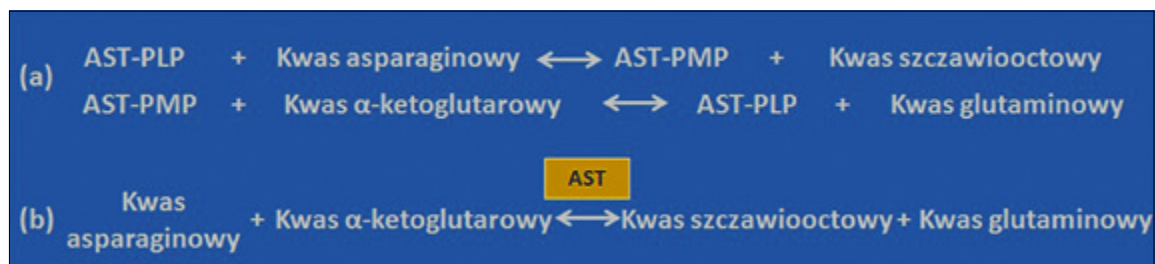 (a) AST-PLP + Kwas asparaginowy ⟷ AST-PMP + Kwas szczawiooctowy
AST-PMP + Kwas α-ketoglutarowy ⟷ AST-PLP + Kwas glutaminowy
AST
(b) Kwas asparaginowy + Kwas α-ketoglutarowy ⟷ Kwas szczawiooctowy + Kwas glutaminowy